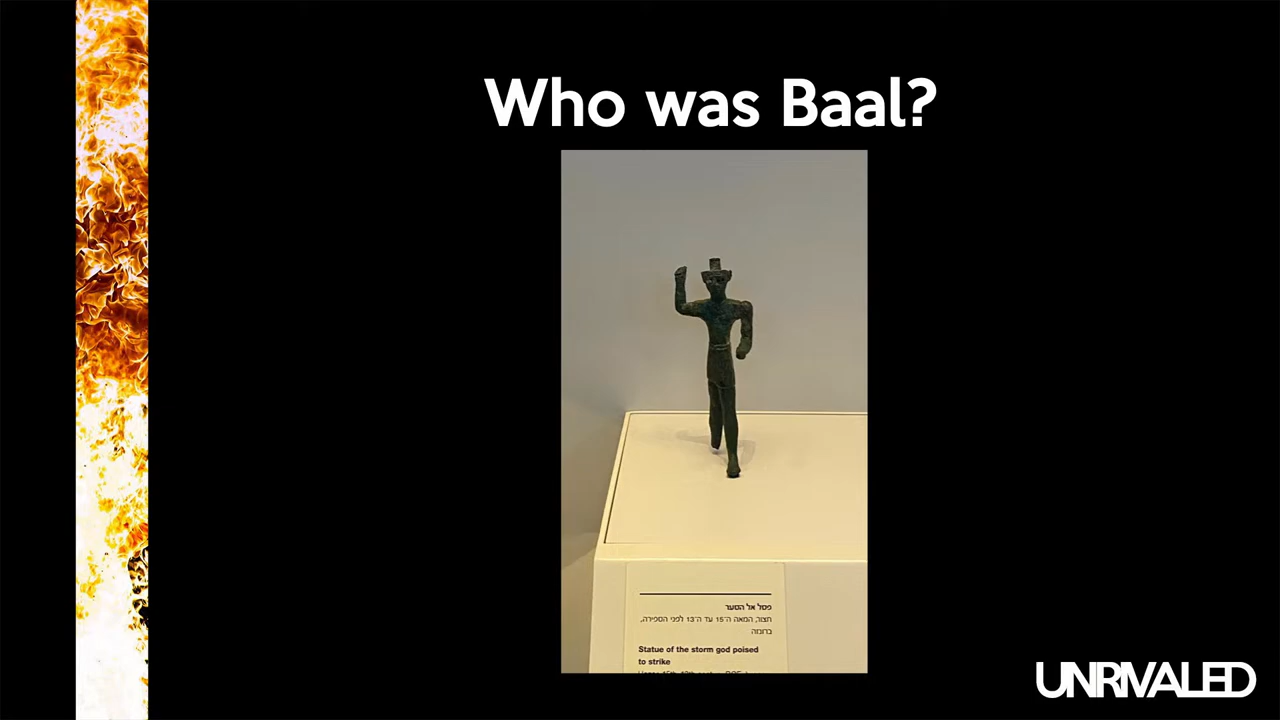 Who was Baal?
פסל אל הסער
חצור, המאה ה־15 עד ה־13 לפני הספירה,
ברונזה
Statue of the storm god poised
to strike
UNRIVALED